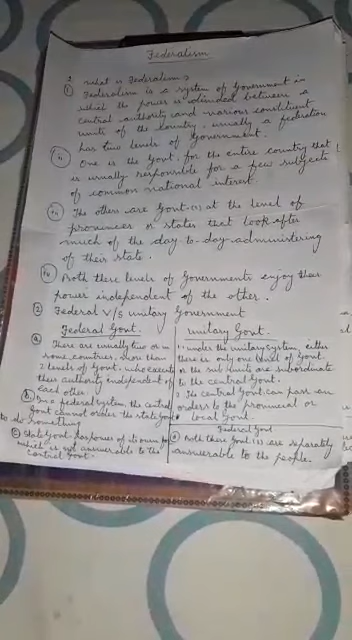 Federalism
1 what is Federalism?
(i) Federalism is a system of Government in
which the power is divided between a
central authority and various constituent
units of the country. usually a federation
has two levels of Government.
(ii) One is the Govt. for the entire country that
is usually responsible for a few subjects
of common national interest.
(iii) The others are Govt.(s) at the level of
provinces or states that look after
much of the day-to-day administering
of their state.
(iv) Both these levels of Governments enjoy their
power independent of the other.
(2) Federal V/s unitary Government
Federal Govt.
(a) There are usually two or in
some countries, more than
2 levels of Govt. who execute
their authority independent of
each other.
(b) In a federal system, the central
Govt cannot order the state Govt
to do something
(c) State Govt. has power of its own for
which is not answerable to the
central Govt.
unitary Govt.
1. under the unitary system, either
there is only one level of Govt.
or the sub units are subordinate
to the central Govt.
2 The central Govt. can pass on
orders to the provincial or
local Govt.
Federal Govt
(d) Both these Govt.(s) are separately
answerable to the people.